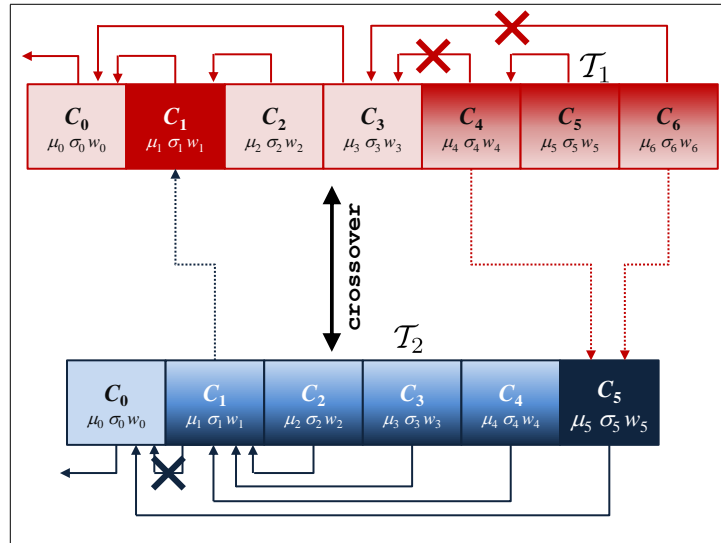 𝒯₁
C₀ C₁ C₂ C₃ C₄ C₅ C₆
μ₀ σ₀ w₀ μ₁ σ₁ w₁ μ₂ σ₂ w₂ μ₃ σ₃ w₃ μ₄ σ₄ w₄ μ₅ σ₅ w₅ μ₆ σ₆ w₆
crossover
𝒯₂
C₀ C₁ C₂ C₃ C₄ C₅
μ₀ σ₀ w₀ μ₁ σ₁ w₁ μ₂ σ₂ w₂ μ₃ σ₃ w₃ μ₄ σ₄ w₄ μ₅ σ₅ w₅